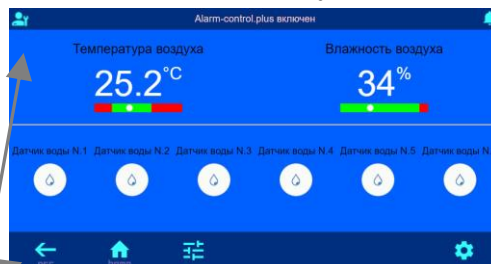 Alarm-control.plus включен
Температура воздуха Влажность воздуха
25.2°C 34%
Датчик воды N.1 Датчик воды N.2 Датчик воды N.3 Датчик воды N.4 Датчик воды N.5 Датчик воды N.